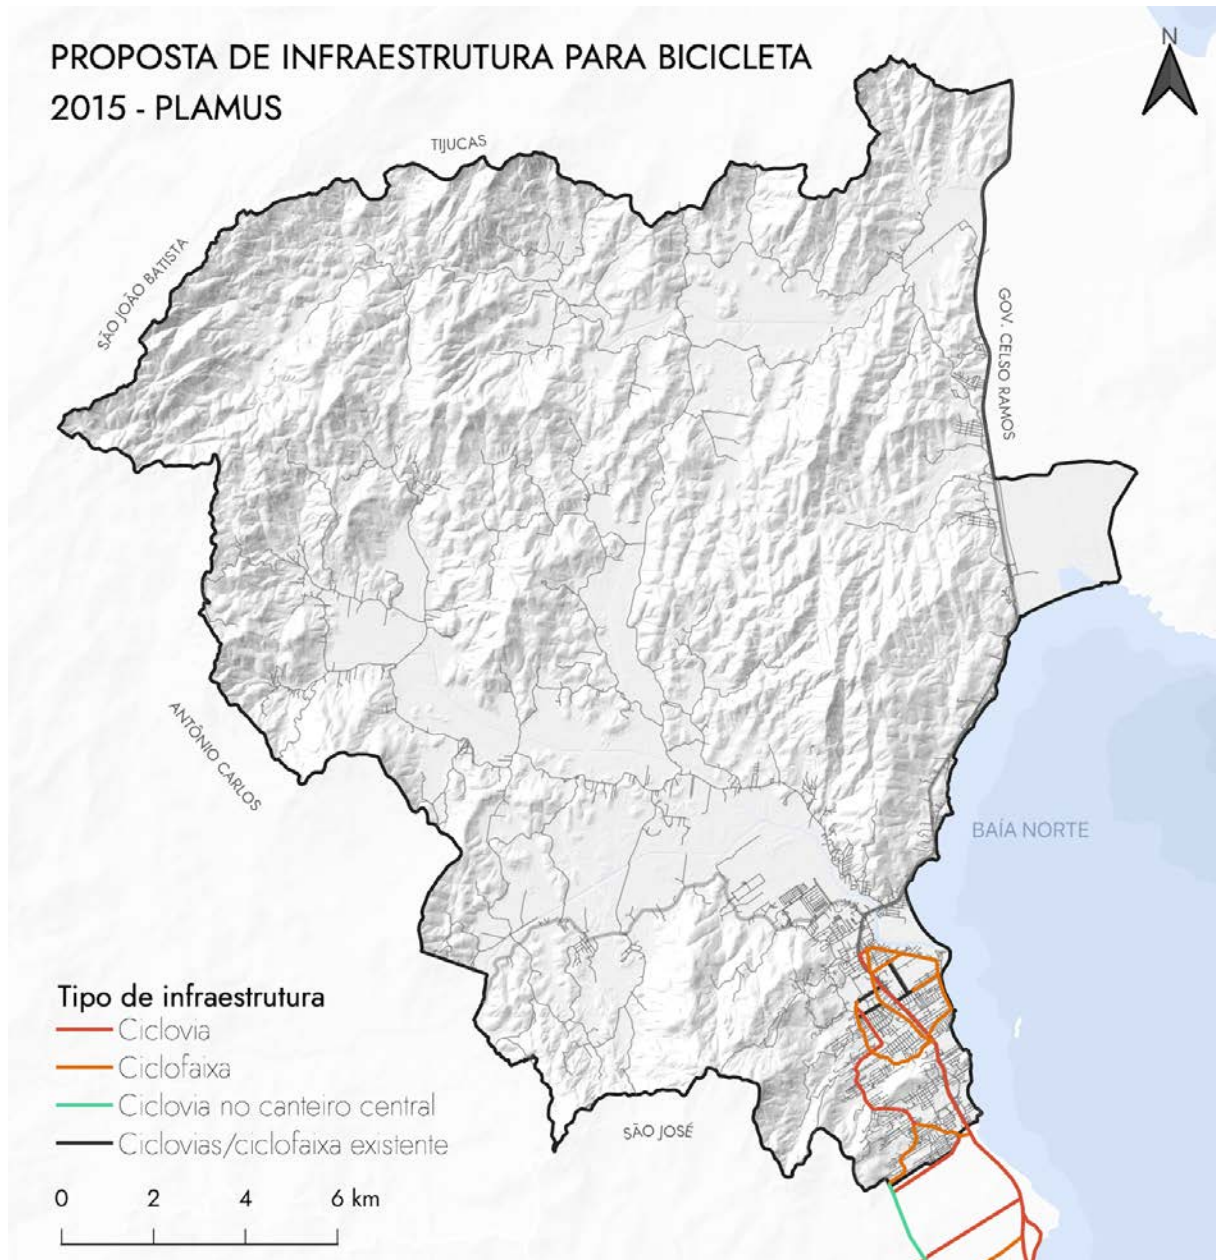 PROPOSTA DE INFRAESTRUTURA PARA BICICLETA
2015 - PLAMUS
N
TIJUCAS
SÃO JOÃO BATISTA
GOV. CELSO RAMOS
ANTÔNIO CARLOS
BAÍA NORTE
SÃO JOSÉ
Tipo de infraestrutura
Ciclovia
Ciclofaixa
Ciclovia no canteiro central
Ciclovias/ciclofaixa existente
0 2 4 6 km